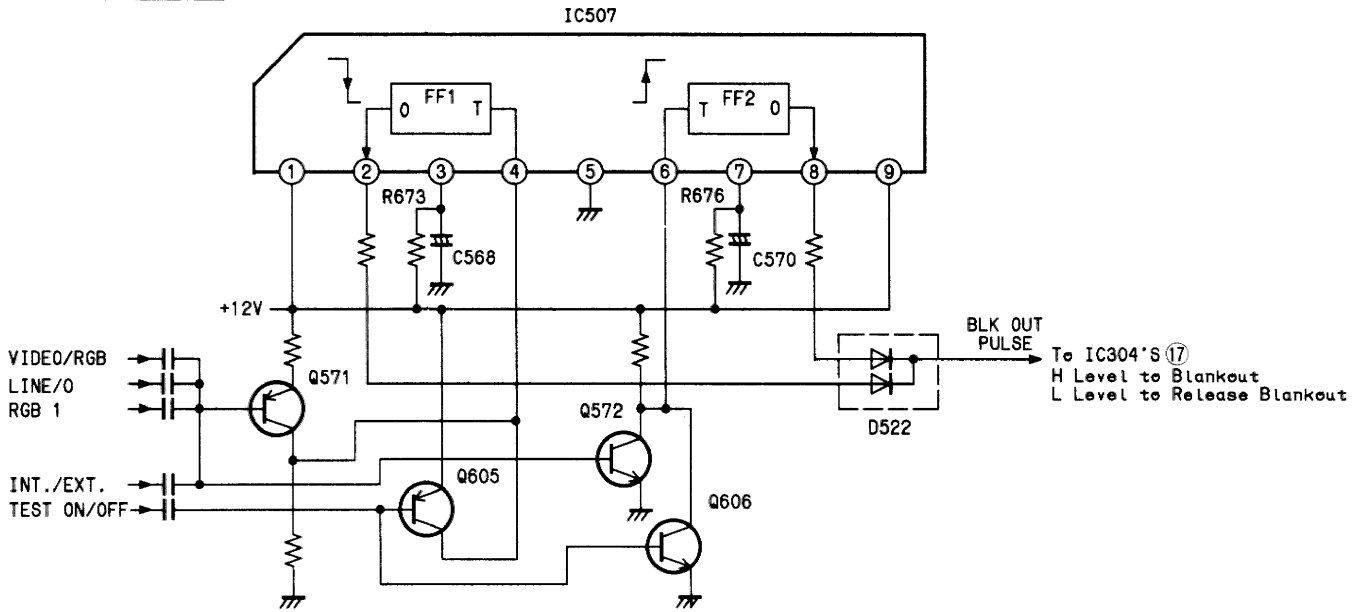 IC507
FF1
O T
FF2
T O
1 2 3 4 5 6 7 8 9
R673
C568
R676
C570
+12V
VIDEO/RGB
LINE/O
RGB 1
Q571
INT./EXT.
TEST ON/OFF
Q605
Q572
Q606
D522
BLK OUT
PULSE
To IC304'S 17
H Level to Blankout
L Level to Release Blankout